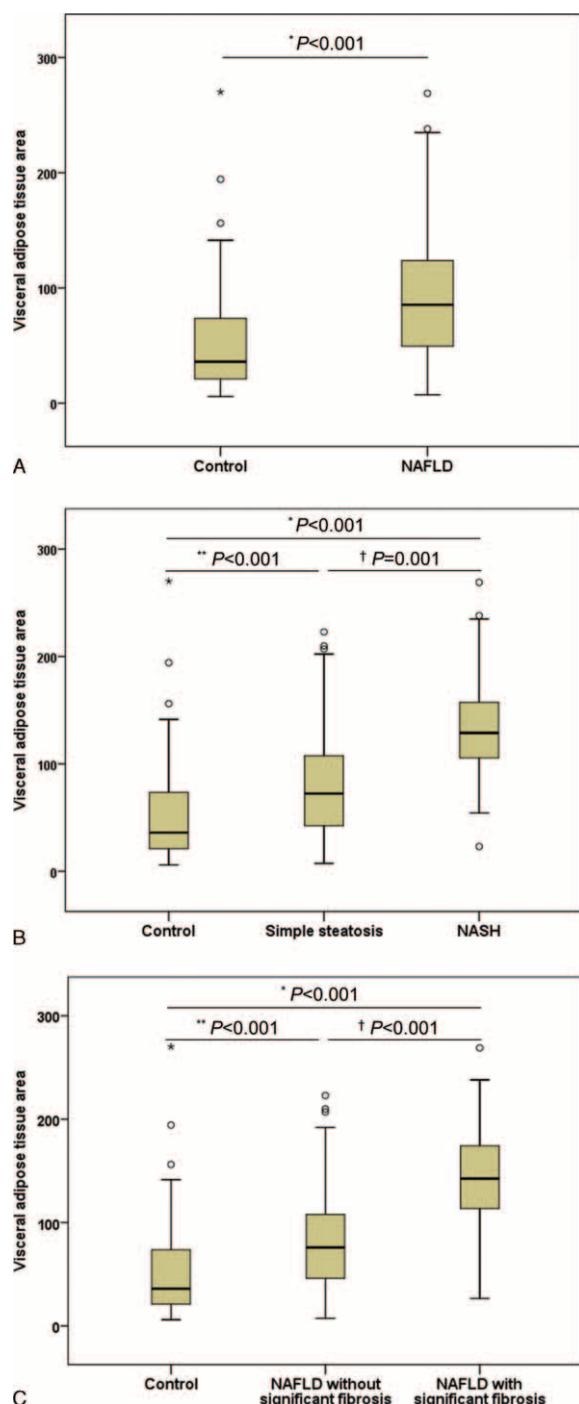 * P<0.001
300
200
100
0
Visceral adipose tissue area
*
Control
NAFLD
A
* P<0.001
** P<0.001
† P=0.001
300
200
100
0
Visceral adipose tissue area
*
Control
Simple steatosis
NASH
B
* P<0.001
** P<0.001
† P<0.001
300
200
100
0
Visceral adipose tissue area
*
Control
NAFLD without
significant fibrosis
NAFLD with
significant fibrosis
C